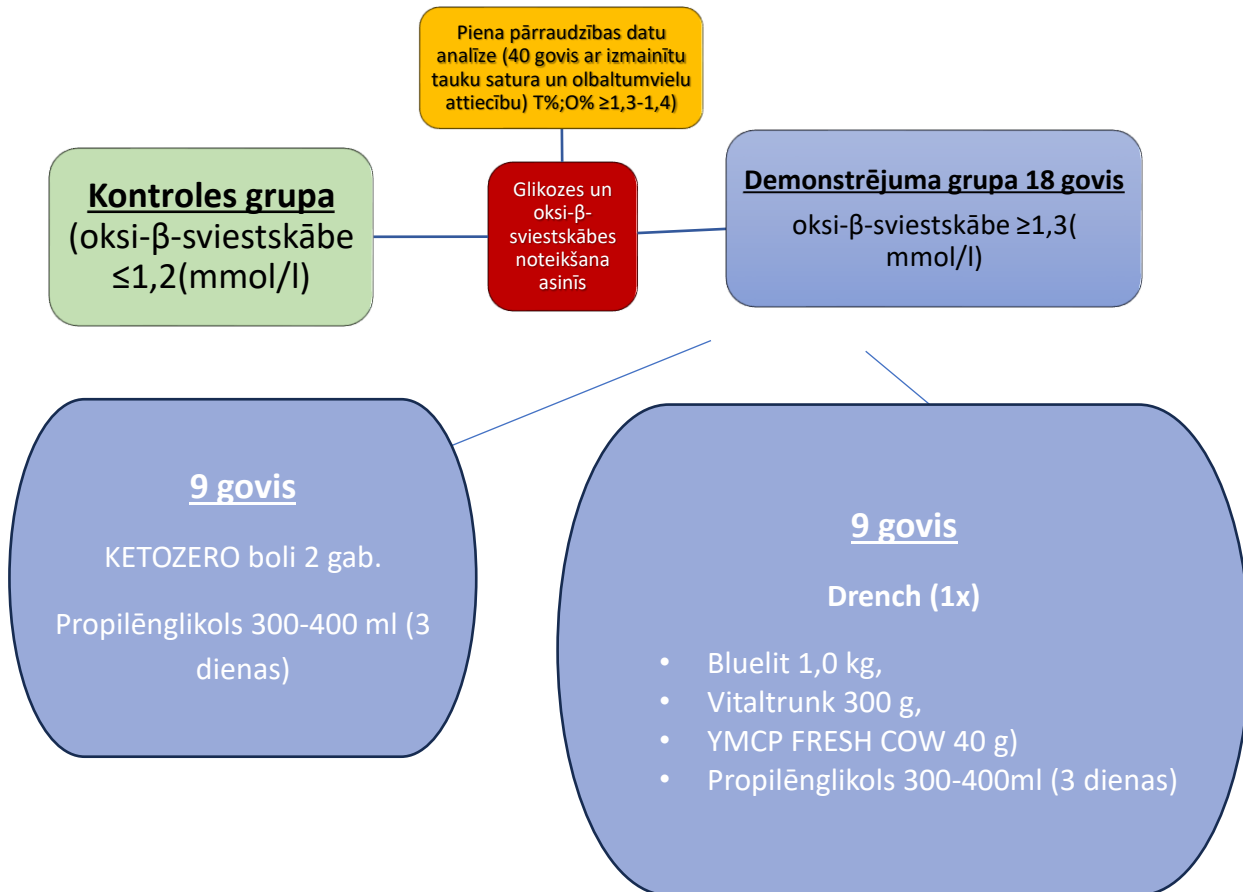 Piena pārraudzības datu
analīze (40 govis ar izmainītu
tauku satura un olbaltumvielu
attiecību) T%;O% ≥1,3-1,4)
Kontroles grupa
(oksi-β-sviestskābe
≤1,2(mmol/l)
Glikozes un
oksi-β-
sviestskābes
noteikšana
asinīs
Demonstrējuma grupa 18 govis
oksi-β-sviestskābe ≥1,3(
mmol/l)
9 govis
KETOZERO boli 2 gab.
Propilēnglikols 300-400 ml (3
dienas)
9 govis
Drench (1x)
• Bluelit 1,0 kg,
• Vitaltrunk 300 g,
• YMCP FRESH COW 40 g)
• Propilēnglikols 300-400ml (3 dienas)